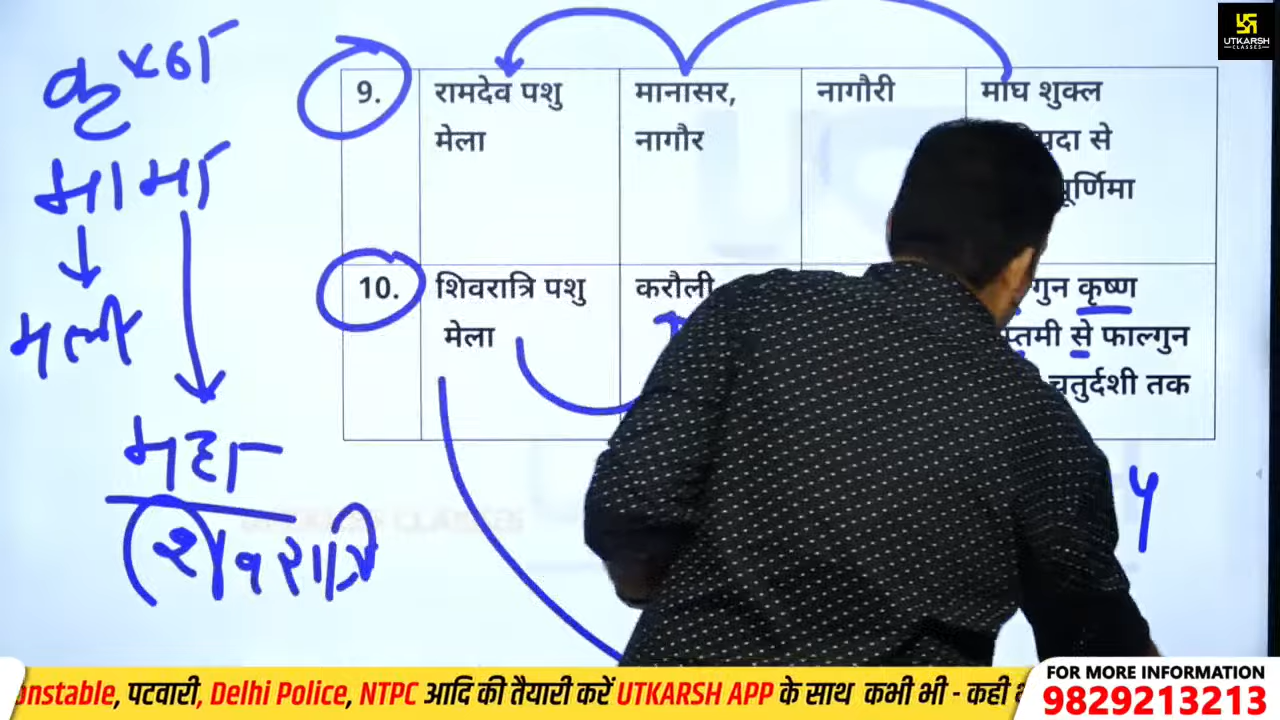 UTKARSH
CLASSES
कृष्ण
मामा
मल्ली
महा
शिवरात्रि
9. रामदेव पशु मानासर, नागौरी माघ शुक्ल
मेला नागौर से
पूर्णिमा
10. शिवरात्रि पशु करौली कृष्ण
मेला से फाल्गुन
चतुर्दशी तक
पटवारी, Delhi Police, NTPC आदि की तैयारी करें UTKARSH APP के साथ कभी भी - कही
FOR MORE INFORMATION
9829213213